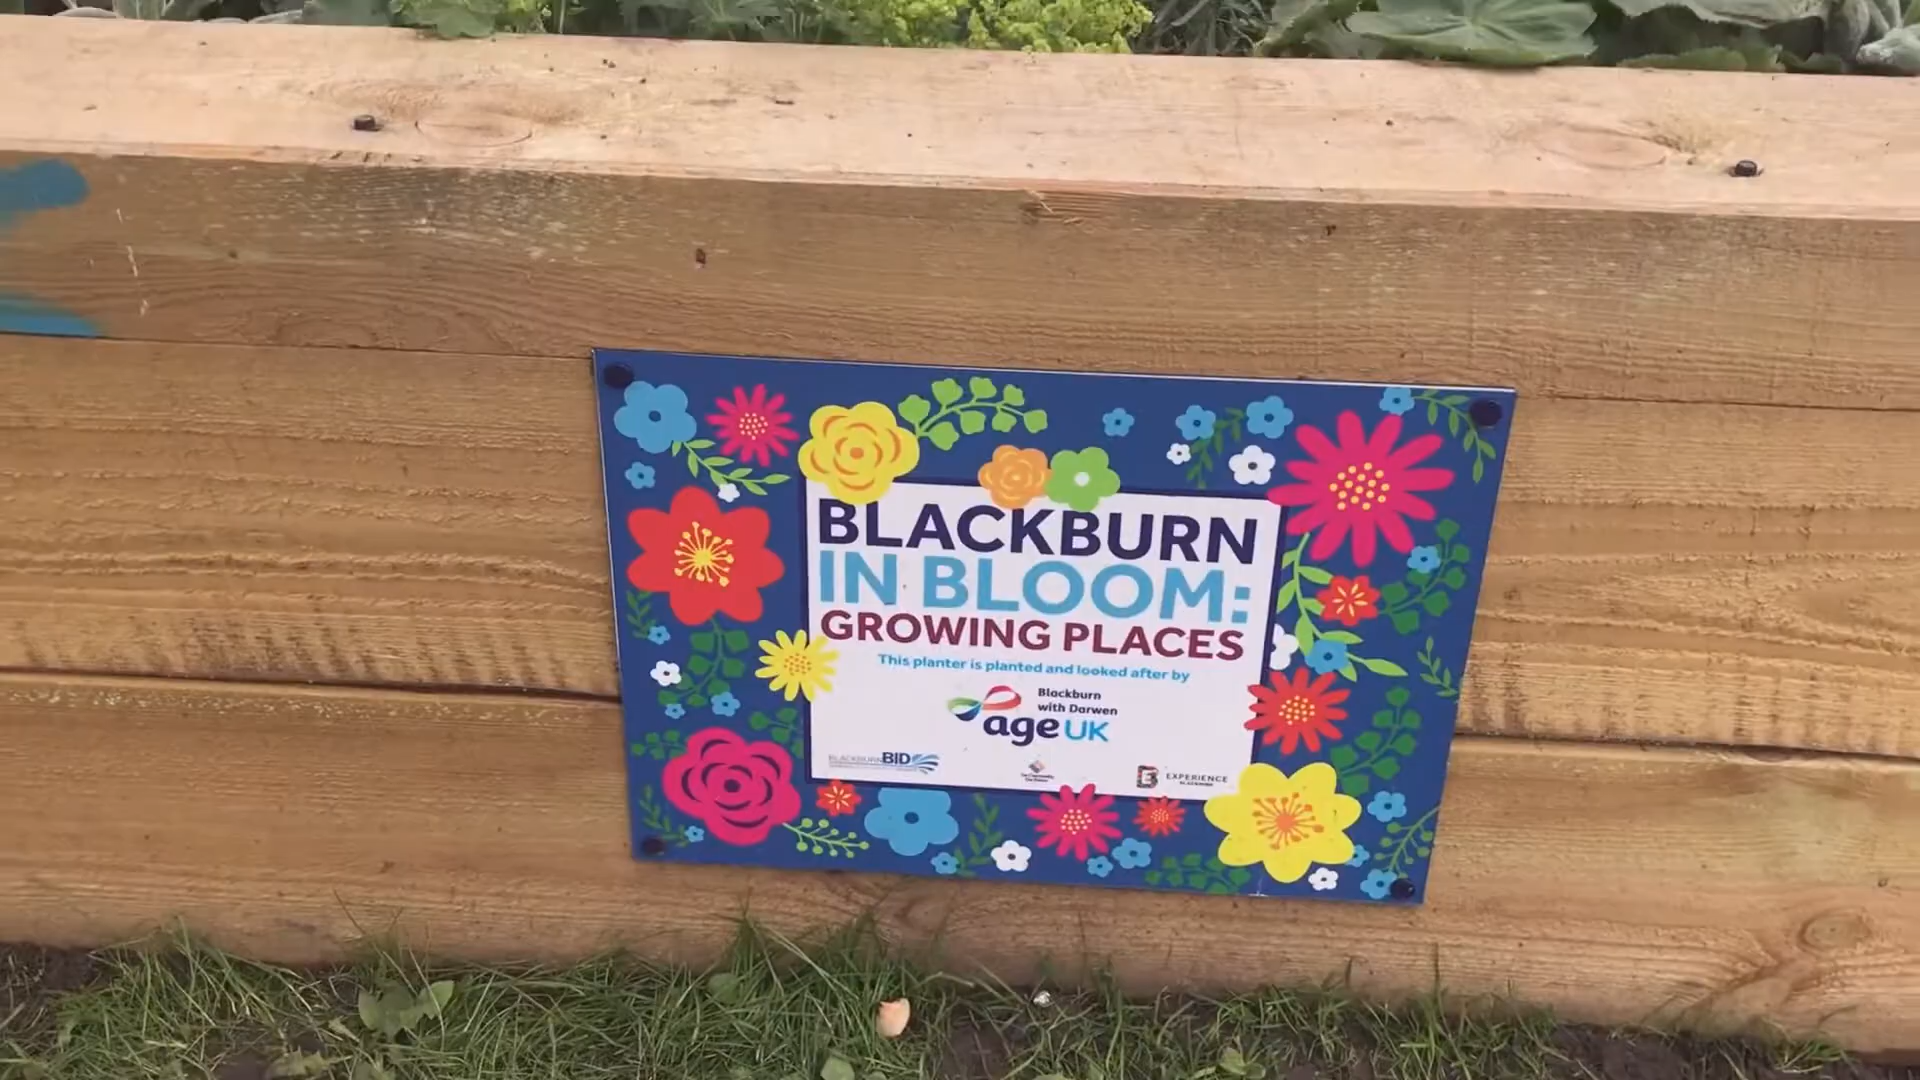 BLACKBURN
IN BLOOM:
GROWING PLACES
This planter is planted and looked after by
Blackburn
with Darwen
age UK
BLACKBURNBID
EXPERIENCE
BLACKBURN